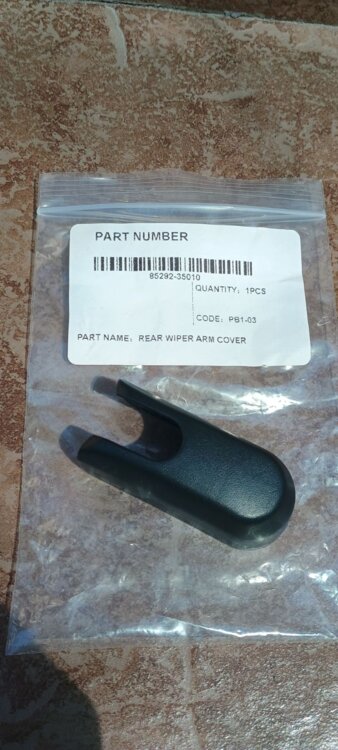 PART NUMBER
85292-35010
QUANTITY: 1PCS
CODE: PB1-03
PART NAME: REAR WIPER ARM COVER